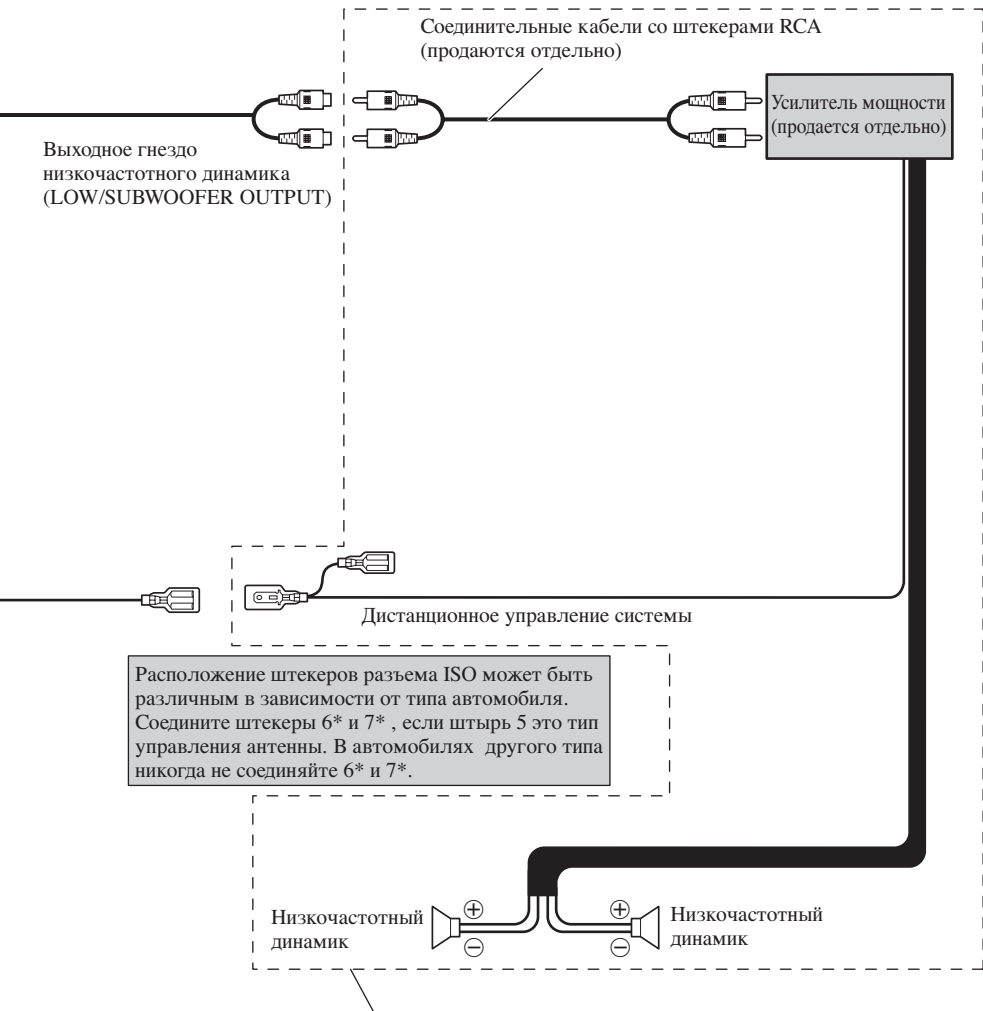 Соединительные кабели со штекерами RCA
(продаются отдельно)
Усилитель мощности
(продается отдельно)
Выходное гнездо
низкочастотного динамика
(LOW/SUBWOOFER OUTPUT)
Дистанционное управление системы
Расположение штекеров разъема ISO может быть
различным в зависимости от типа автомобиля.
Соедините штекеры 6* и 7* , если штырь 5 это тип
управления антенны. В автомобилях другого типа
никогда не соединяйте 6* и 7*.
Низкочастотный
динамик
+
−
+
−
Низкочастотный
динамик